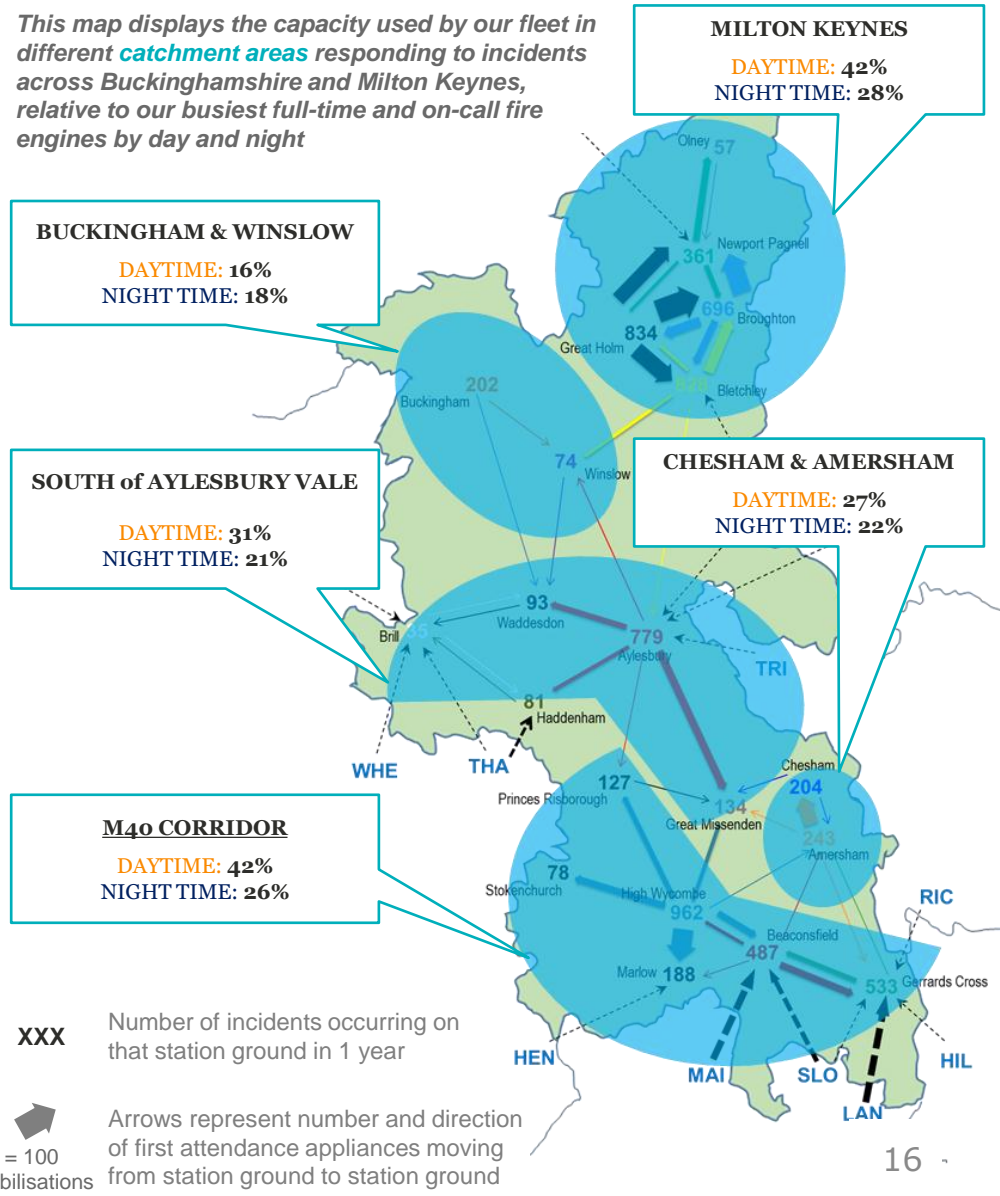 This map displays the capacity used by our fleet in
different catchment areas responding to incidents
across Buckinghamshire and Milton Keynes,
relative to our busiest full-time and on-call fire
engines by day and night
MILTON KEYNES
DAYTIME: 42%
NIGHT TIME: 28%
Olney 57
BUCKINGHAM & WINSLOW
DAYTIME: 16%
NIGHT TIME: 18%
Newport Pagnell
361
696
Broughton
834
Great Holm
Bletchley
202
Buckingham
74
Winslow
SOUTH of AYLESBURY VALE
DAYTIME: 31%
NIGHT TIME: 21%
CHESHAM & AMERSHAM
DAYTIME: 27%
NIGHT TIME: 22%
93
Waddesdon
Brill 35
779
Aylesbury
TRI
81
Haddenham
WHE
THA
Chesham
204
127
Princes Risborough
134
Great Missenden
243
Amersham
M40 CORRIDOR
DAYTIME: 42%
NIGHT TIME: 26%
78
Stokenchurch
High Wycombe
962
RIC
Beaconsfield
487
Marlow 188
533
Gerrards Cross
HEN
MAI
SLO
HIL
LAN
XXX
Number of incidents occurring on
that station ground in 1 year
= 100
bilisations
Arrows represent number and direction
of first attendance appliances moving
from station ground to station ground
16